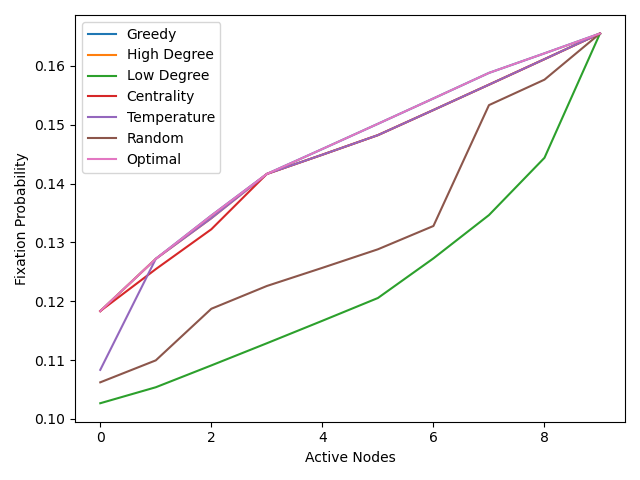 Greedy
High Degree
Low Degree
Centrality
Temperature
Random
Optimal
0.16
0.15
0.14
0.13
0.12
0.11
0.10
Fixation Probability
0 2 4 6 8
Active Nodes